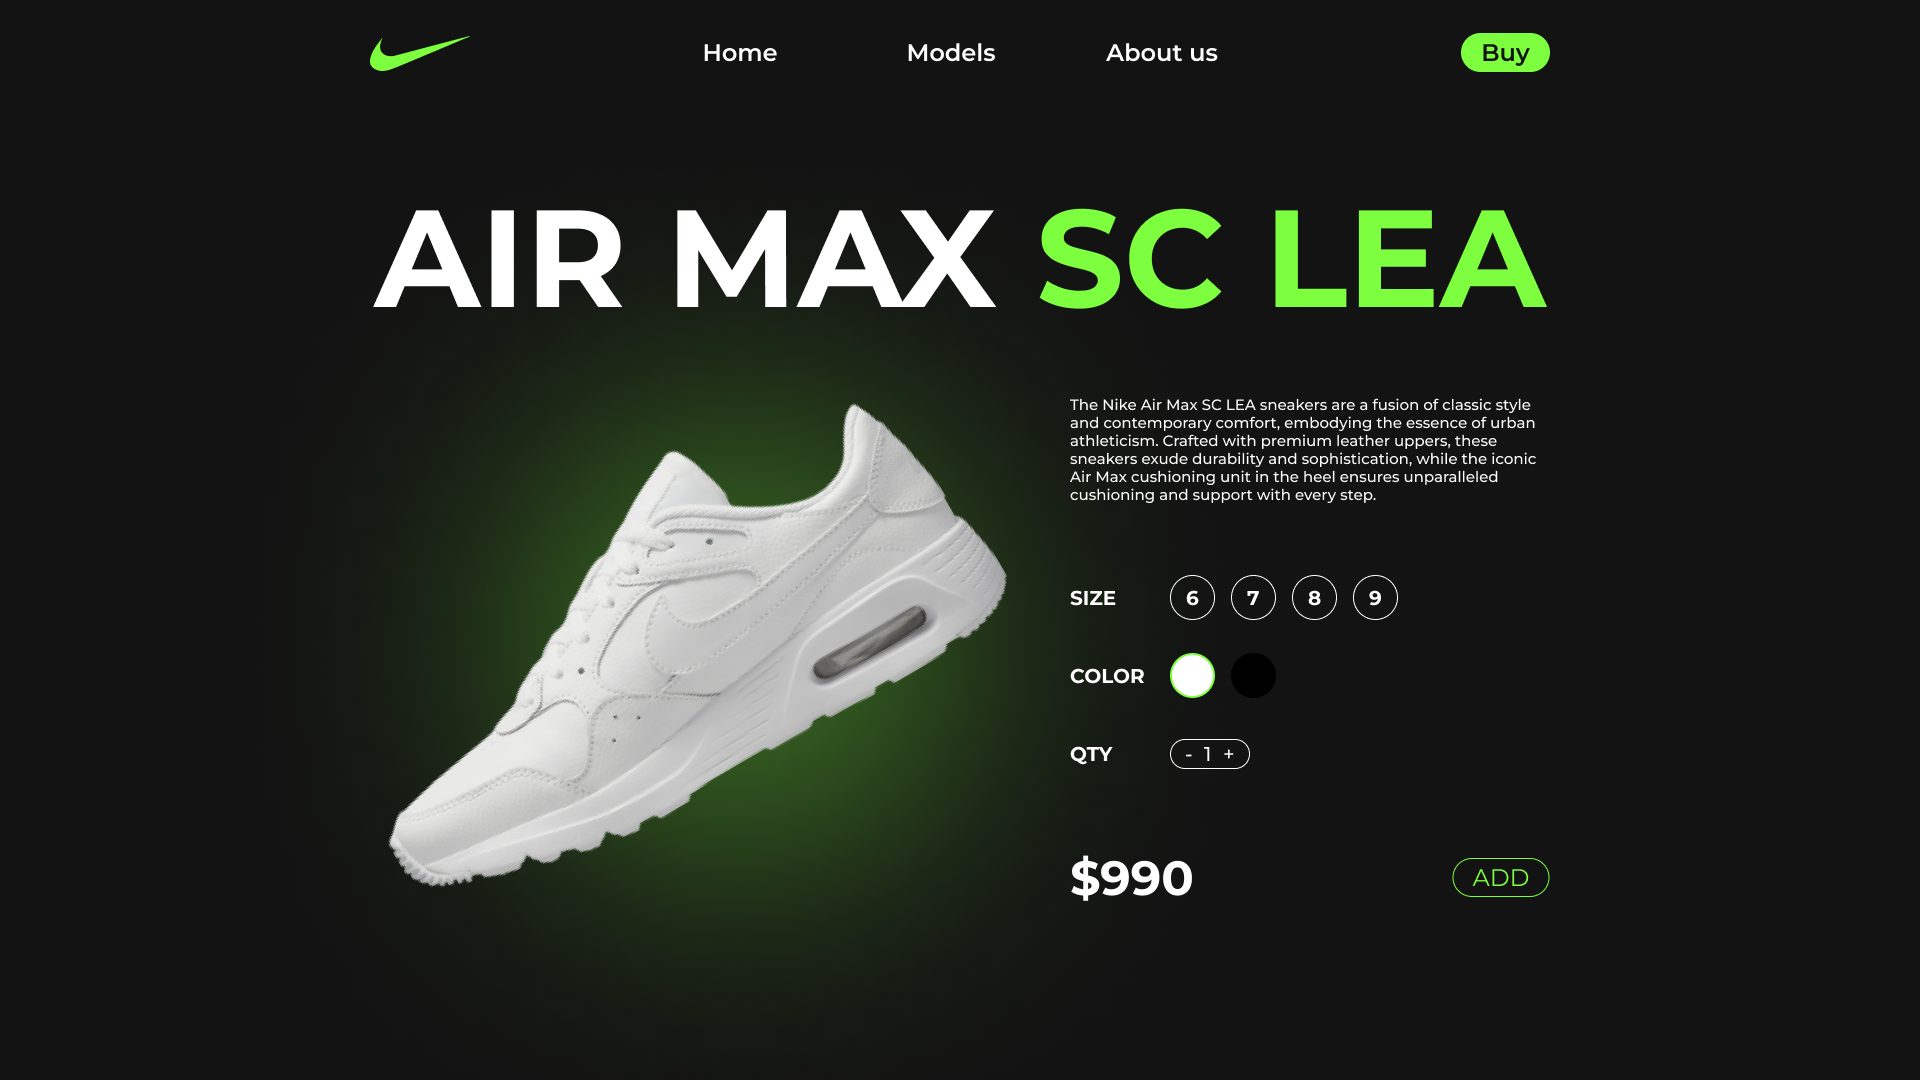 Home Models About us Buy
AIR MAX SC LEA
The Nike Air Max SC LEA sneakers are a fusion of classic style
and contemporary comfort, embodying the essence of urban
athleticism. Crafted with premium leather uppers, these
sneakers exude durability and sophistication, while the iconic
Air Max cushioning unit in the heel ensures unparalleled
cushioning and support with every step.
SIZE 6 7 8 9
COLOR
QTY - 1 +
$990 ADD